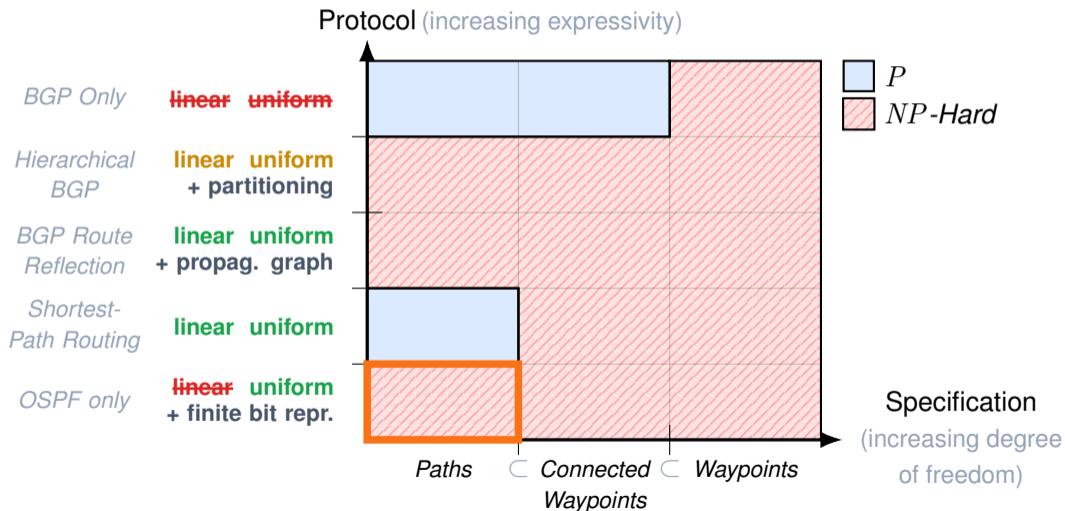 Protocol (increasing expressivity)
BGP Only linear uniform
Hierarchical BGP
linear uniform
+ partitioning
BGP Route Reflection
linear uniform
+ propag. graph
Shortest-Path Routing
linear uniform
OSPF only
linear uniform
+ finite bit repr.
P
NP-Hard
Specification
(increasing degree
of freedom)
Paths ⊂ Connected ⊂ Waypoints
Waypoints